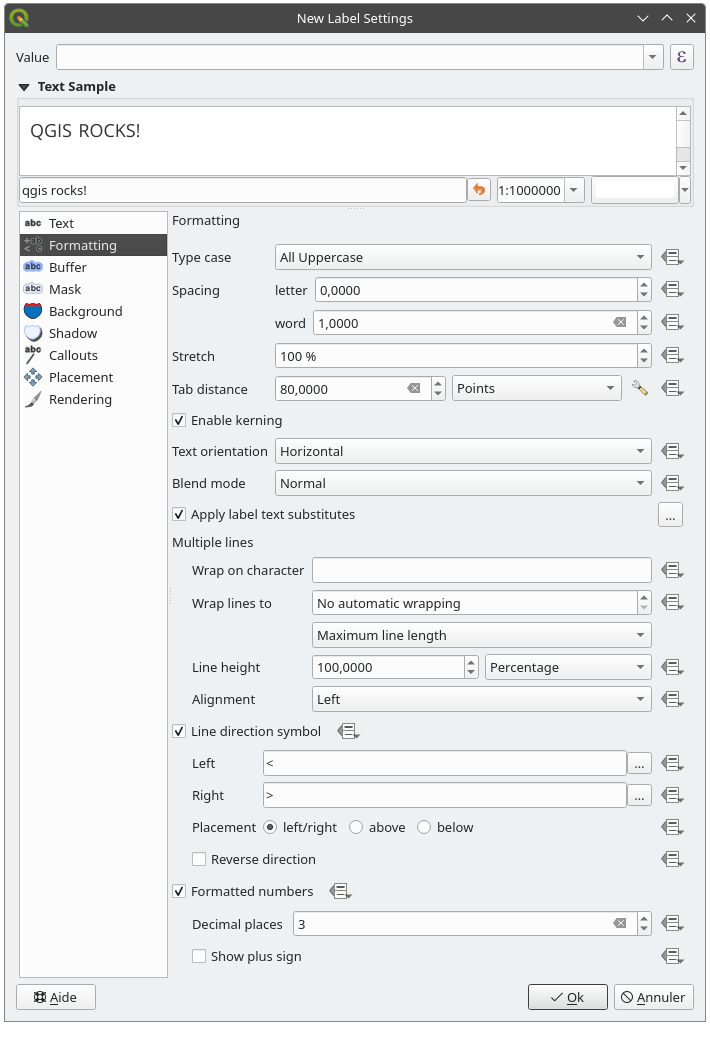 New Label Settings
Value ε
Text Sample
QGIS ROCKS!
qgis rocks! 1:1000000
abc Text
Formatting
abc Buffer
abc Mask
Background
Shadow
abc Callouts
Placement
Rendering
Formatting
Type case All Uppercase
Spacing letter 0,0000
word 1,0000
Stretch 100 %
Tab distance 80,0000 Points
Enable kerning
Text orientation Horizontal
Blend mode Normal
Apply label text substitutes ...
Multiple lines
Wrap on character
Wrap lines to No automatic wrapping
Maximum line length
Line height 100,0000 Percentage
Alignment Left
Line direction symbol
Left < ...
Right > ...
Placement left/right above below
Reverse direction
Formatted numbers
Decimal places 3
Show plus sign
Aide Ok Annuler